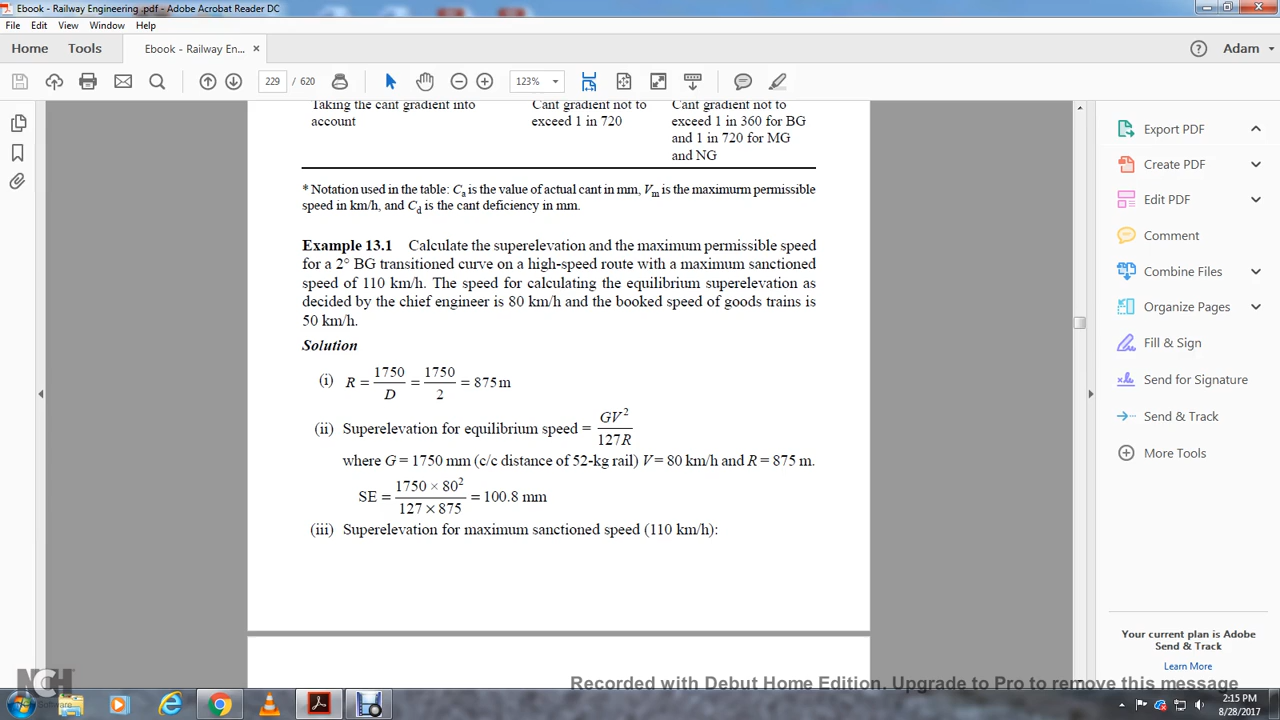 Ebook - Railway Engineering .pdf - Adobe Acrobat Reader DC
File Edit View Window Help
Home Tools Ebook - Railway En... × Adam
229 / 620 123%
Taking the cant gradient into Cant gradient not to Cant gradient not to
account exceed 1 in 720 exceed 1 in 360 for BG
and 1 in 720 for MG
and NG
* Notation used in the table: Ca is the value of actual cant in mm, Vm is the maximurm permissible
speed in km/h, and Cd is the cant deficiency in mm.
Example 13.1 Calculate the superelevation and the maximum permissible speed
for a 2° BG transitioned curve on a high-speed route with a maximum sanctioned
speed of 110 km/h. The speed for calculating the equilibrium superelevation as
decided by the chief engineer is 80 km/h and the booked speed of goods trains is
50 km/h.
Solution
(i) R = 1750/D = 1750/2 = 875 m
(ii) Superelevation for equilibrium speed = GV²/127R
where G = 1750 mm (c/c distance of 52-kg rail) V = 80 km/h and R = 875 m.
SE = 1750 × 80²/127 × 875 = 100.8 mm
(iii) Superelevation for maximum sanctioned speed (110 km/h):
Export PDF
Create PDF
Edit PDF
Comment
Combine Files
Organize Pages
Fill & Sign
Send for Signature
Send & Track
More Tools
Your current plan is Adobe
Send & Track
Learn More
NCH
Software
Recorded with Debut Home Edition. Upgrade to Pro to remove this message
2:15 PM
8/28/2017